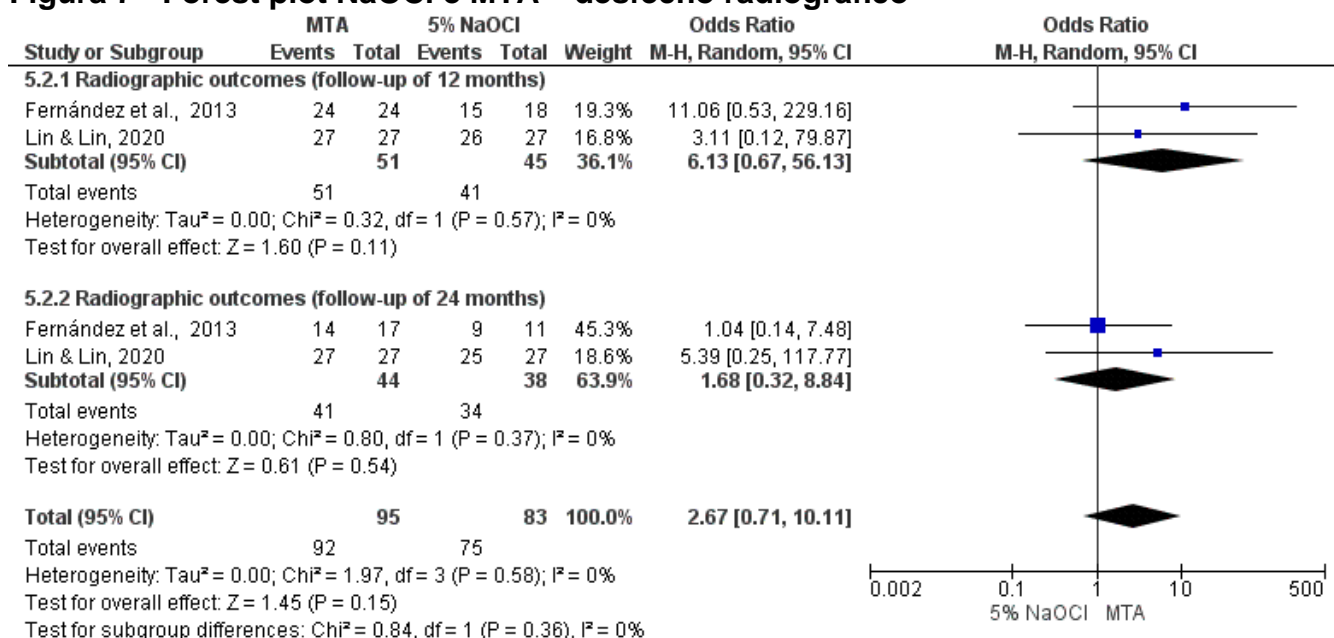 Figura 7 - Forest plot NaOCl 5 MTA - desfecho radiográfico
MTA 5% NaOCl Odds Ratio Odds Ratio
Study or Subgroup Events Total Events Total Weight M-H, Random, 95% CI M-H, Random, 95% CI
5.2.1 Radiographic outcomes (follow-up of 12 months)
Fernández et al., 2013 24 24 15 18 19.3% 11.06 [0.53, 229.16]
Lin & Lin, 2020 27 27 26 27 16.8% 3.11 [0.12, 79.87]
Subtotal (95% CI) 51 45 36.1% 6.13 [0.67, 56.13]
Total events 51 41
Heterogeneity: Tau² = 0.00; Chi² = 0.32, df = 1 (P = 0.57); I² = 0%
Test for overall effect: Z = 1.60 (P = 0.11)
5.2.2 Radiographic outcomes (follow-up of 24 months)
Fernández et al., 2013 14 17 9 11 45.3% 1.04 [0.14, 7.48]
Lin & Lin, 2020 27 27 25 27 18.6% 5.39 [0.25, 117.77]
Subtotal (95% CI) 44 38 63.9% 1.68 [0.32, 8.84]
Total events 41 34
Heterogeneity: Tau² = 0.00; Chi² = 0.80, df = 1 (P = 0.37); I² = 0%
Test for overall effect: Z = 0.61 (P = 0.54)
Total (95% CI) 95 83 100.0% 2.67 [0.71, 10.11]
Total events 92 75
Heterogeneity: Tau² = 0.00; Chi² = 1.97, df = 3 (P = 0.58); I² = 0%
Test for overall effect: Z = 1.45 (P = 0.15)
Test for subgroup differences: Chi² = 0.84, df = 1 (P = 0.36), I² = 0%
0.002 0.1 1 10 500
5% NaOCl MTA